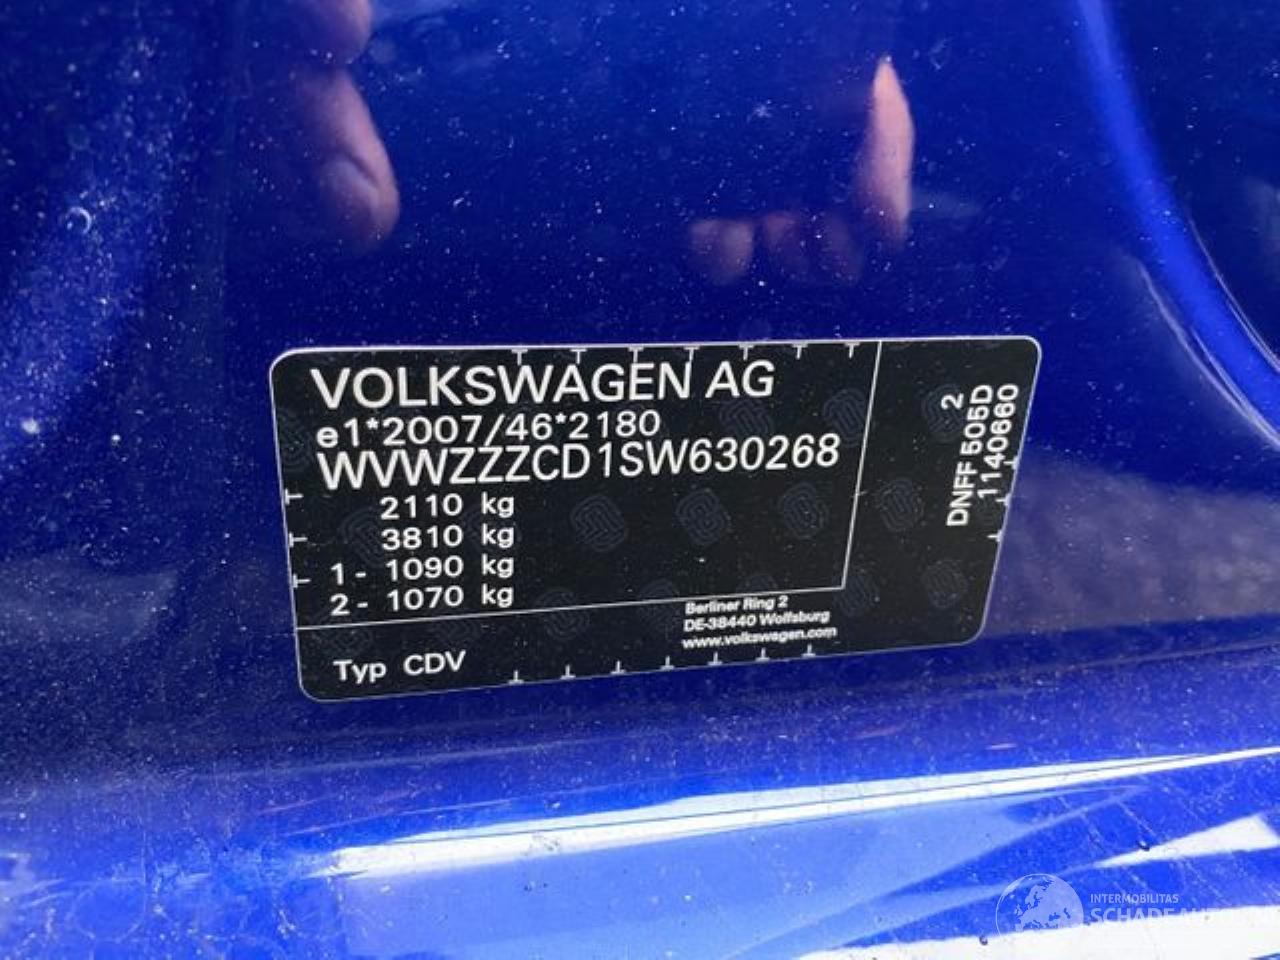 VOLKSWAGEN AG
e1*2007/46*2180
WVWZZZCD1SW630268
2110 kg
3810 kg
1- 1090 kg
2- 1070 kg
Typ CDV
Berliner Ring 2
DE-38440 Wolfsburg
www.volkswagen.com
2
DNFF 505D
1140660
INTERMOBILITAS